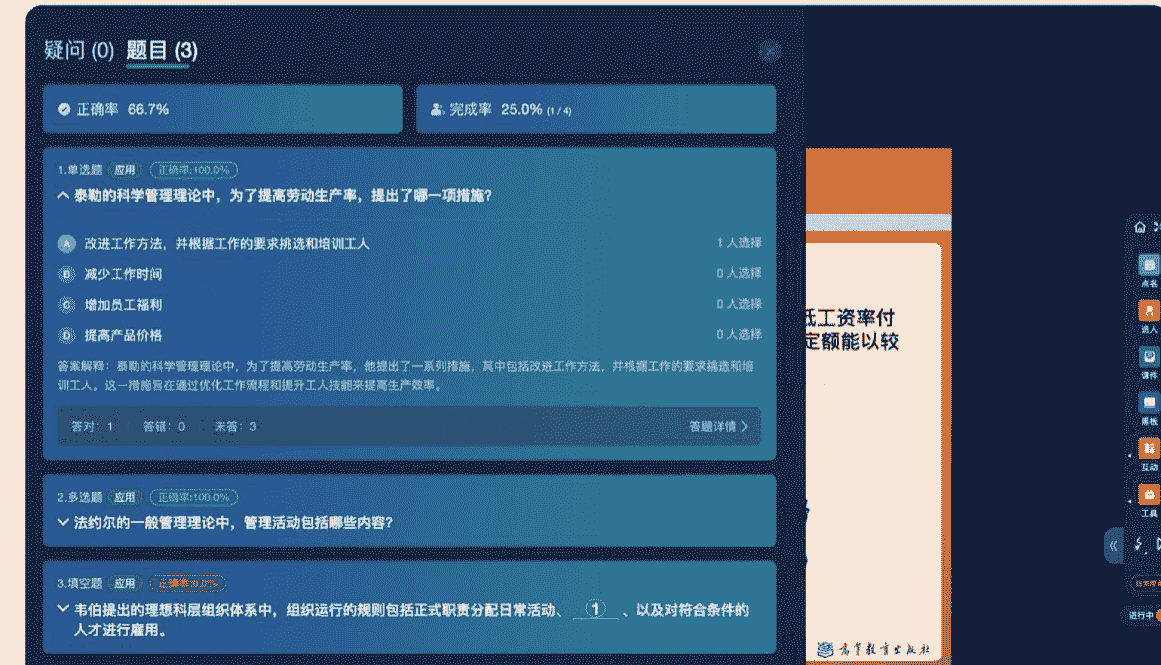 疑问 (0) 题目 (3)
正确率 66.7%
完成率 25.0% (1 / 4)
1.单选题 应用 正确率:100.0%
泰勒的科学管理理论中，为了提高劳动生产率，提出了哪一项措施?
A 改进工作方法，并根据工作的要求挑选和培训工人 1 人选择
B 减少工作时间 0 人选择
C 增加员工福利 0 人选择
D 提高产品价格 0 人选择
答案解释：泰勒的科学管理理论中，为了提高劳动生产率，他提出了一系列措施，其中包括改进工作方法，并根据工作的要求挑选和培
训工人。这一措施旨在通过优化工作流程和提升工人技能来提高生产效率。
答对: 1 答错: 0 未答: 3 答题详情
2.多选题 应用 正确率:100.0%
法约尔的一般管理理论中，管理活动包括哪些内容?
3.填空题 应用 正确率:0.0%
韦伯提出的理想科层组织体系中，组织运行的规则包括正式职责分配日常活动、 1 、以及对符合条件的
人才进行雇用。
低工资率付
定额能以较
高等教育出版社
点名
选人
课件
黑板
互动
工具
进行中